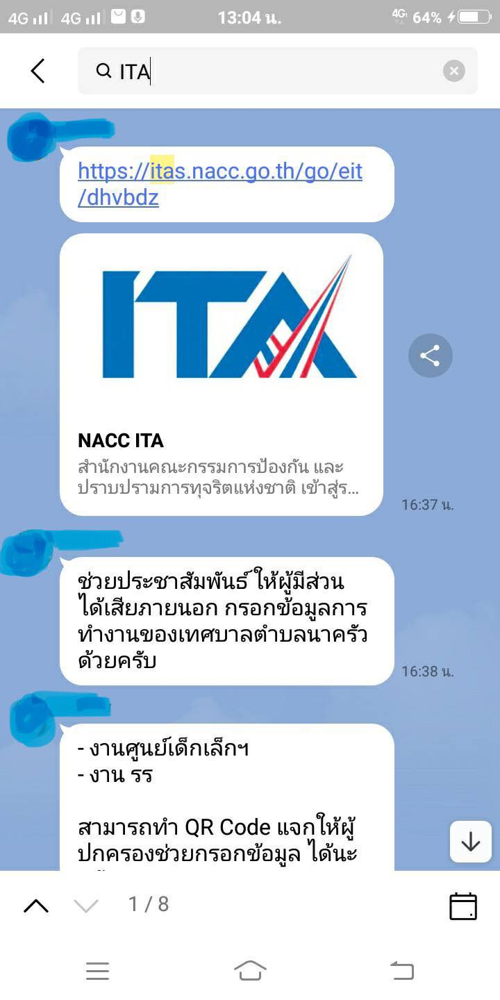 4G 4G 13:04 น. 4G 64%
ITA
https://itas.nacc.go.th/go/eit
/dhvbdz
ITA
NACC ITA
สำนักงานคณะกรรมการป้องกัน และ
ปราบปรามการทุจริตแห่งชาติ เข้าสู่ร...
16:37 น.
ช่วยประชาสัมพันธ์ ให้ผู้มีส่วน
ได้เสียภายนอก กรอกข้อมูลการ
ทำงานของเทศบาลตำบลนาครัว
ด้วยครับ
16:38 น.
- งานศูนย์เด็กเล็กฯ
- งาน รร
สามารถทำ QR Code แจกให้ผู้
ปกครองช่วยกรอกข้อมูล ได้นะ
1 / 8